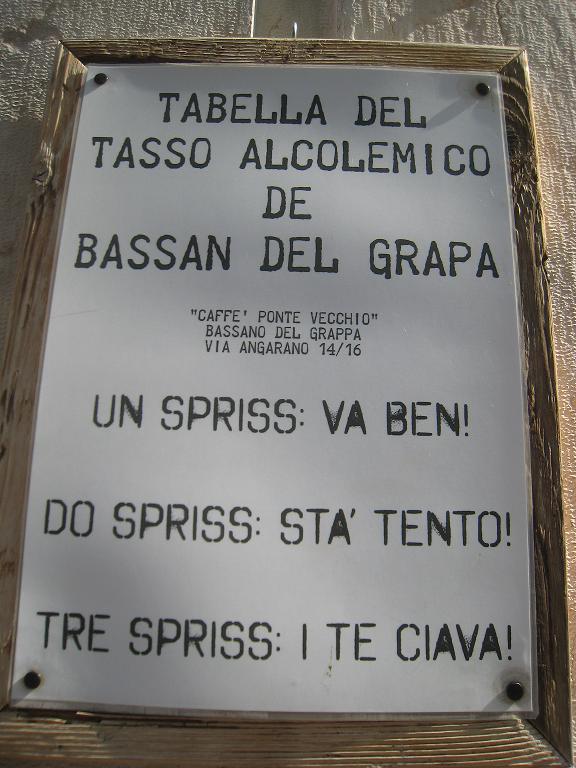 TABELLA DEL
TASSO ALCOLEMICO
DE
BASSAN DEL GRAPA
"CAFFE' PONTE VECCHIO"
BASSANO DEL GRAPPA
VIA ANGARANO 14/16
UN SPRISS: VA BEN!
DO SPRISS: STA' TENTO!
TRE SPRISS: I TE CIAVA!